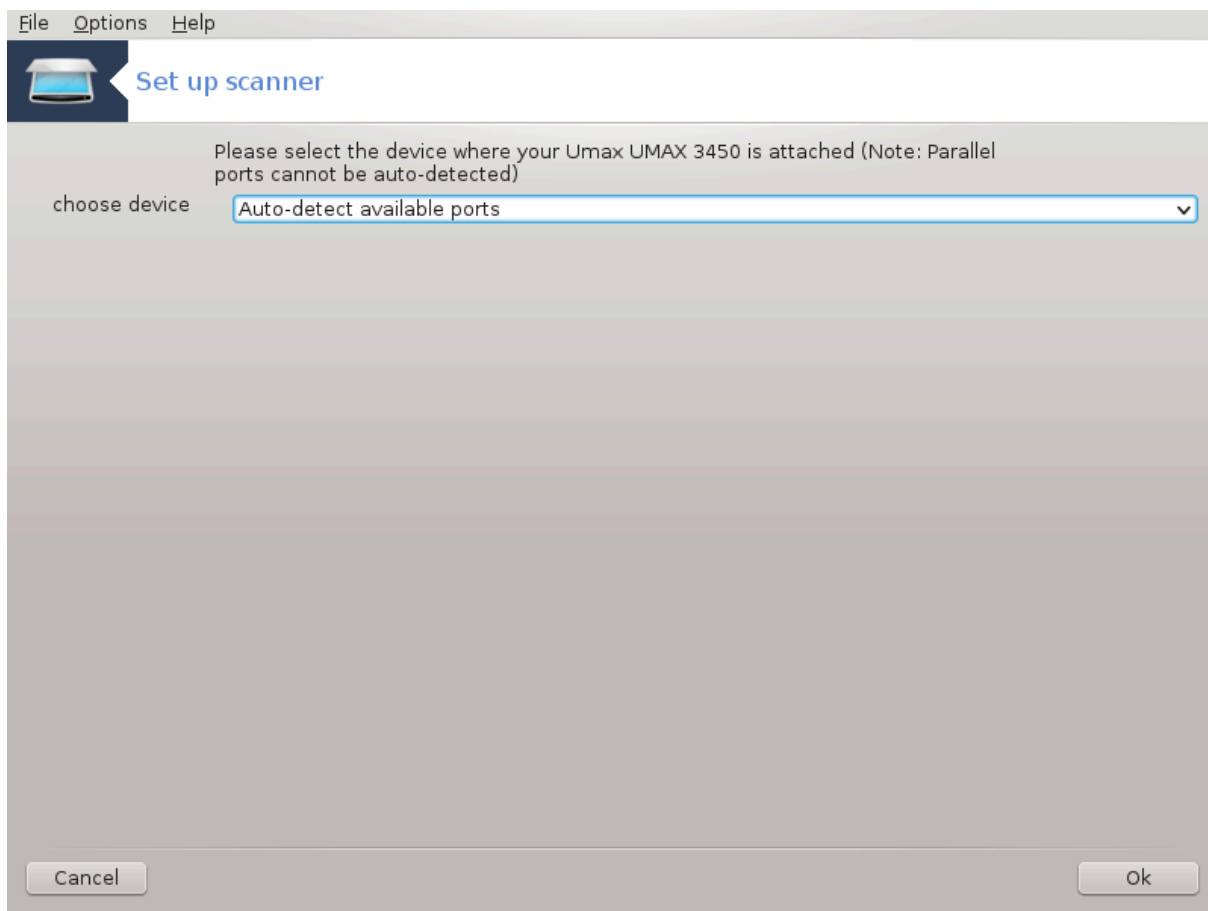 File Options Help
Set up scanner
Please select the device where your Umax UMAX 3450 is attached (Note: Parallel
ports cannot be auto-detected)
choose device Auto-detect available ports
Cancel Ok